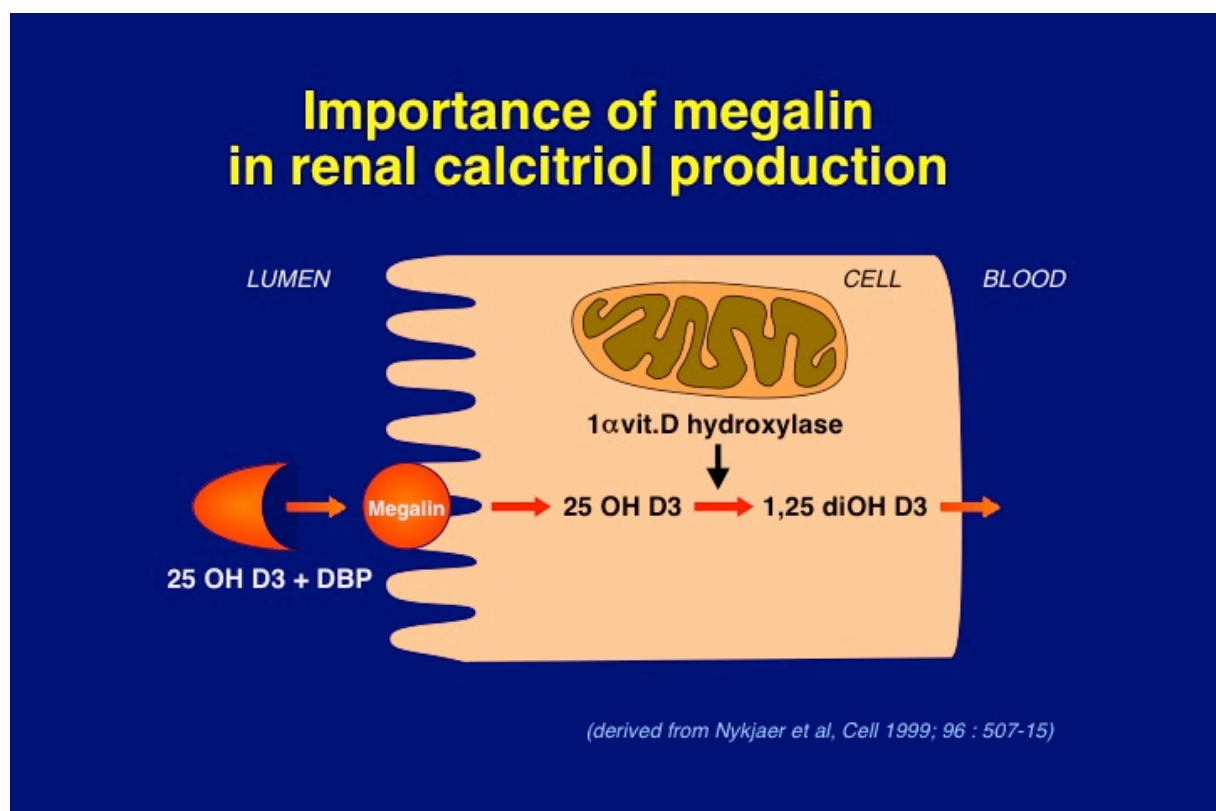 Importance of megalin
in renal calcitriol production
LUMEN
CELL
BLOOD
1αvit.D hydroxylase
Megalin
25 OH D3
1,25 diOH D3
25 OH D3 + DBP
(derived from Nykjaer et al, Cell 1999; 96 : 507-15)